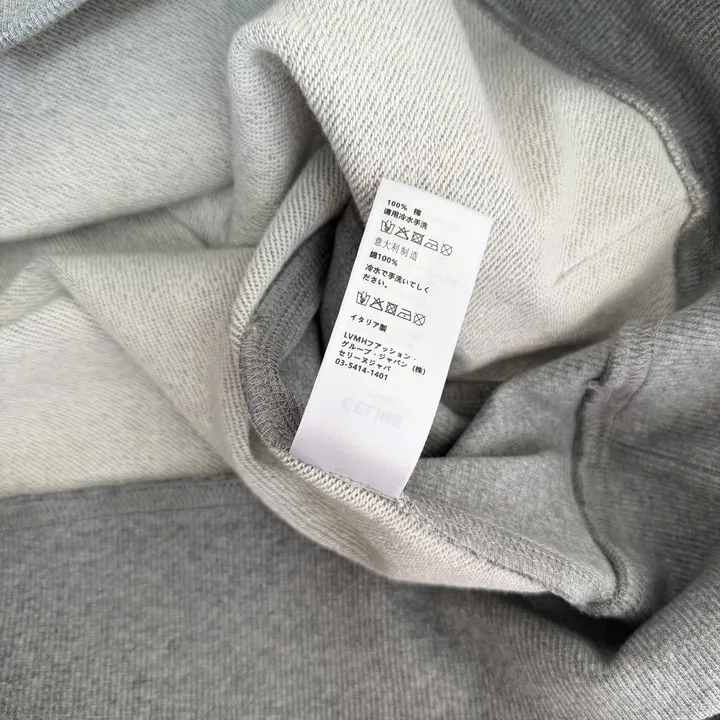 100% 棉
请用冷水手洗
意大利制造
綿100%
冷水で手洗いてしく
ださい。
イタリア製
LVMHファッション・
グループ・ジャパン (株)
セリーヌジャパ
03-5414-1401
CELINE